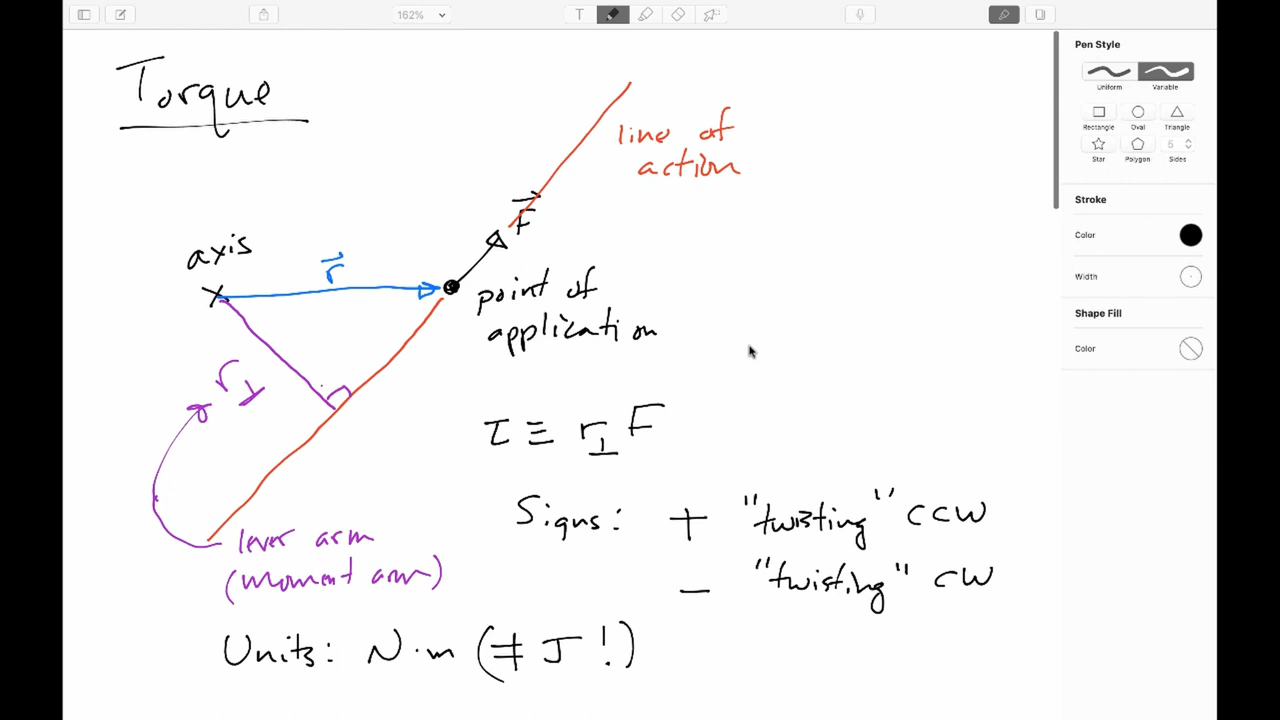 162%
T
Torque
line of
action
F
axis
r
point of
application
r⊥
τ ≡ r⊥ F
Signs: + "twisting" CCW
- "twisting" CW
lever arm
(moment arm)
Units: N·m (≠ J !)
Pen Style
Uniform Variable
Rectangle Oval Triangle
6
Star Polygon Sides
Stroke
Color
Width
Shape Fill
Color